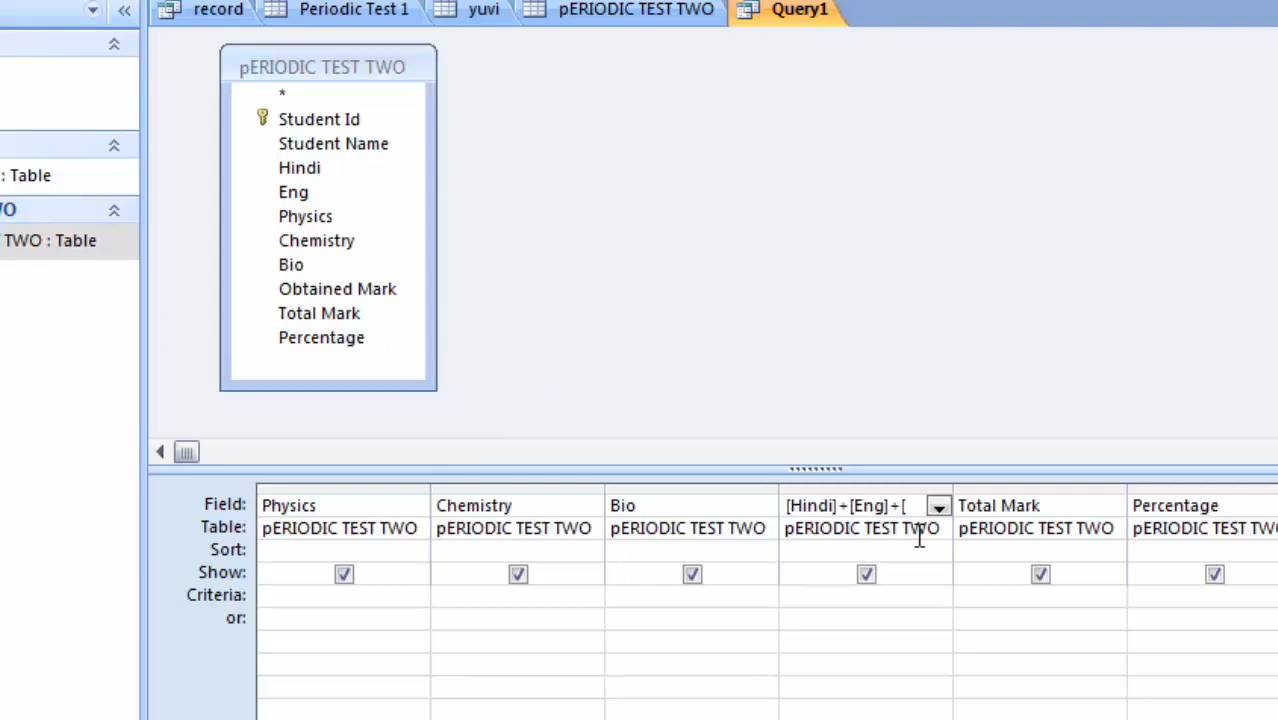 record Periodic Test 1 yuvi pERIODIC TEST TWO Query1
pERIODIC TEST TWO
*
Student Id
Student Name
Hindi
Eng
Physics
Chemistry
Bio
Obtained Mark
Total Mark
Percentage
: Table
TWO : Table
Field: Physics Chemistry Bio [Hindi]+[Eng]+[ Total Mark Percentage
Table: pERIODIC TEST TWO pERIODIC TEST TWO pERIODIC TEST TWO pERIODIC TEST TWO pERIODIC TEST TWO pERIODIC TEST TWO
Sort:
Show:
Criteria:
or: